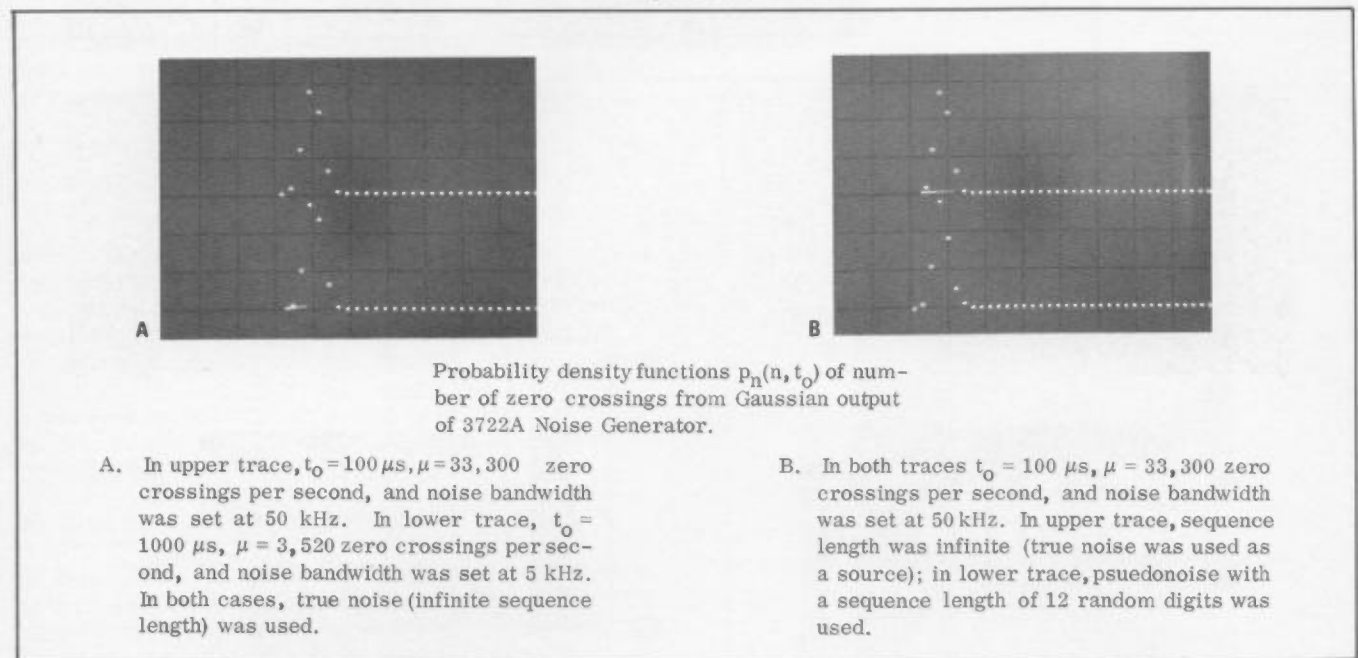 A
B
Probability density functions pn(n, to) of num-
ber of zero crossings from Gaussian output
of 3722A Noise Generator.
A. In upper trace, to = 100 μs, μ = 33, 300 zero
crossings per second, and noise bandwidth
was set at 50 kHz. In lower trace, to =
1000 μs, μ = 3, 520 zero crossings per sec-
ond, and noise bandwidth was set at 5 kHz.
In both cases, true noise (infinite sequence
length) was used.
B. In both traces to = 100 μs, μ = 33, 300 zero
crossings per second, and noise bandwidth
was set at 50 kHz. In upper trace, sequence
length was infinite (true noise was used as
a source); in lower trace, psuedonoise with
a sequence length of 12 random digits was
used.